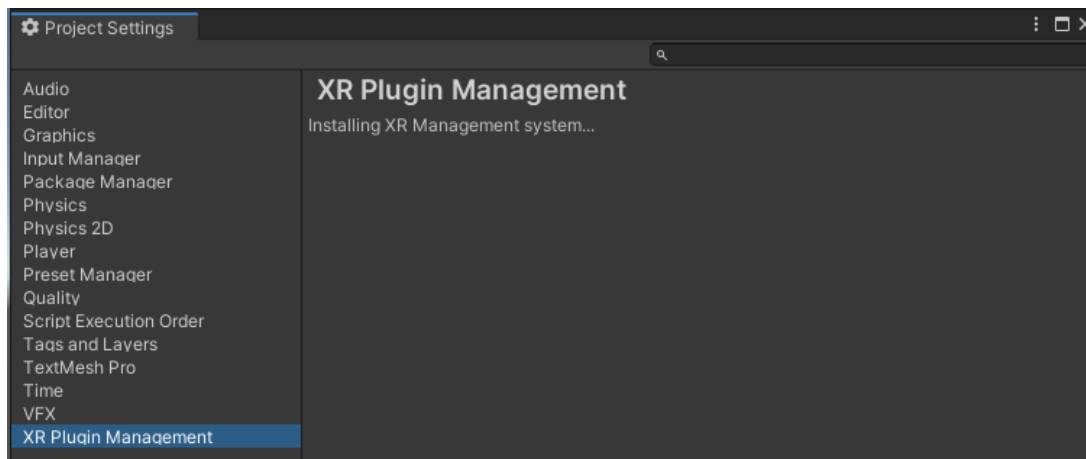 Project Settings
XR Plugin Management
Installing XR Management system...
Audio
Editor
Graphics
Input Manager
Package Manager
Physics
Physics 2D
Player
Preset Manager
Quality
Script Execution Order
Tags and Layers
TextMesh Pro
Time
VFX
XR Plugin Management